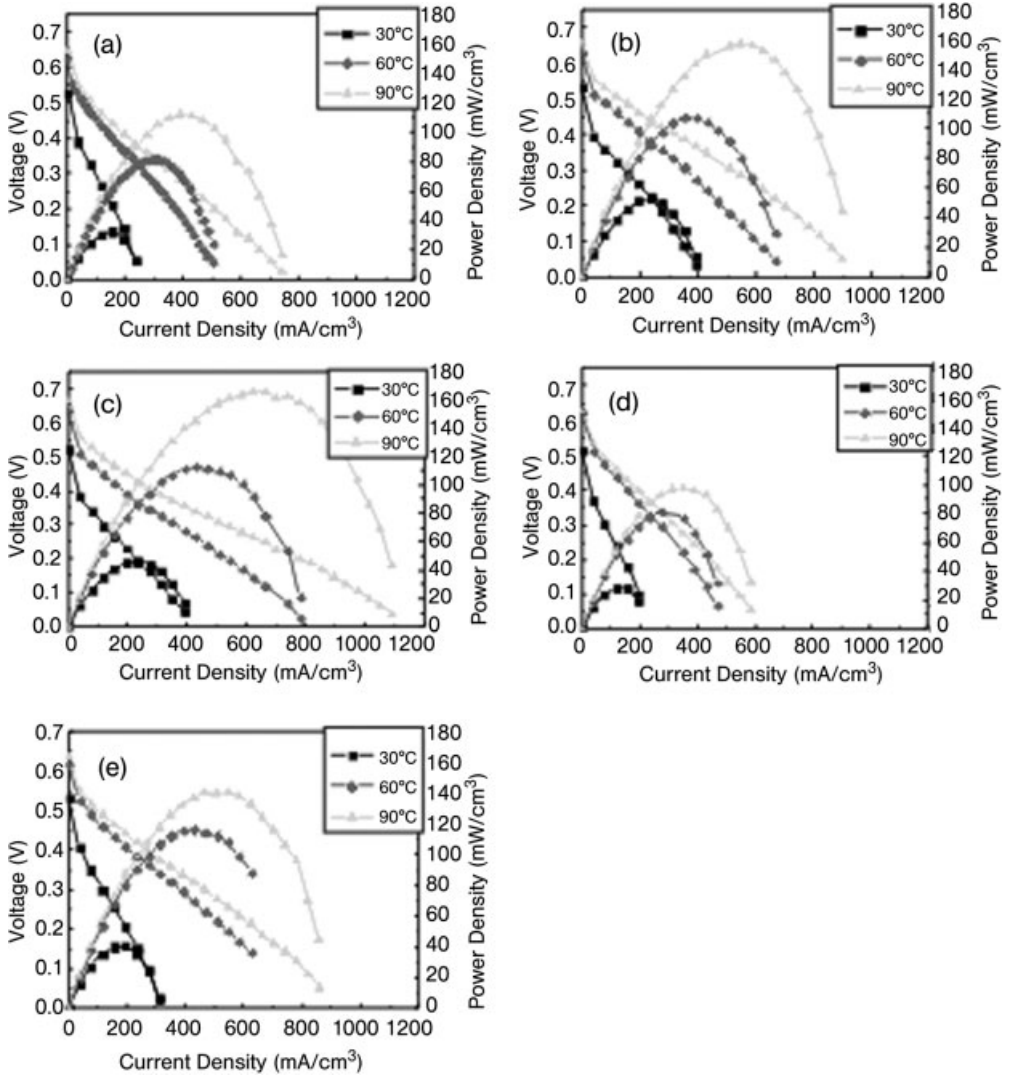 (a)
30°C
60°C
90°C
0.7
0.6
0.5
0.4
0.3
0.2
0.1
0.0
Voltage (V)
180
160
140
120
100
80
60
40
20
0
Power Density (mW/cm³)
0 200 400 600 800 1000 1200
Current Density (mA/cm³)
(b)
30°C
60°C
90°C
0.7
0.6
0.5
0.4
0.3
0.2
0.1
0.0
Voltage (V)
180
160
140
120
100
80
60
40
20
0
Power Density (mW/cm³)
0 200 400 600 800 1000 1200
Current Density (mA/cm³)
(c)
30°C
60°C
90°C
0.7
0.6
0.5
0.4
0.3
0.2
0.1
0.0
Voltage (V)
180
160
140
120
100
80
60
40
20
0
Power Density (mW/cm³)
0 200 400 600 800 1000 1200
Current Density (mA/cm³)
(d)
30°C
60°C
90°C
0.7
0.6
0.5
0.4
0.3
0.2
0.1
0.0
Voltage (V)
180
160
140
120
100
80
60
40
20
0
Power Density (mW/cm³)
0 200 400 600 800 1000 1200
Current Density (mA/cm³)
(e)
30°C
60°C
90°C
0.7
0.6
0.5
0.4
0.3
0.2
0.1
0.0
Voltage (V)
180
160
140
120
100
80
60
40
20
0
Power Density (mW/cm³)
0 200 400 600 800 1000 1200
Current Density (mA/cm³)